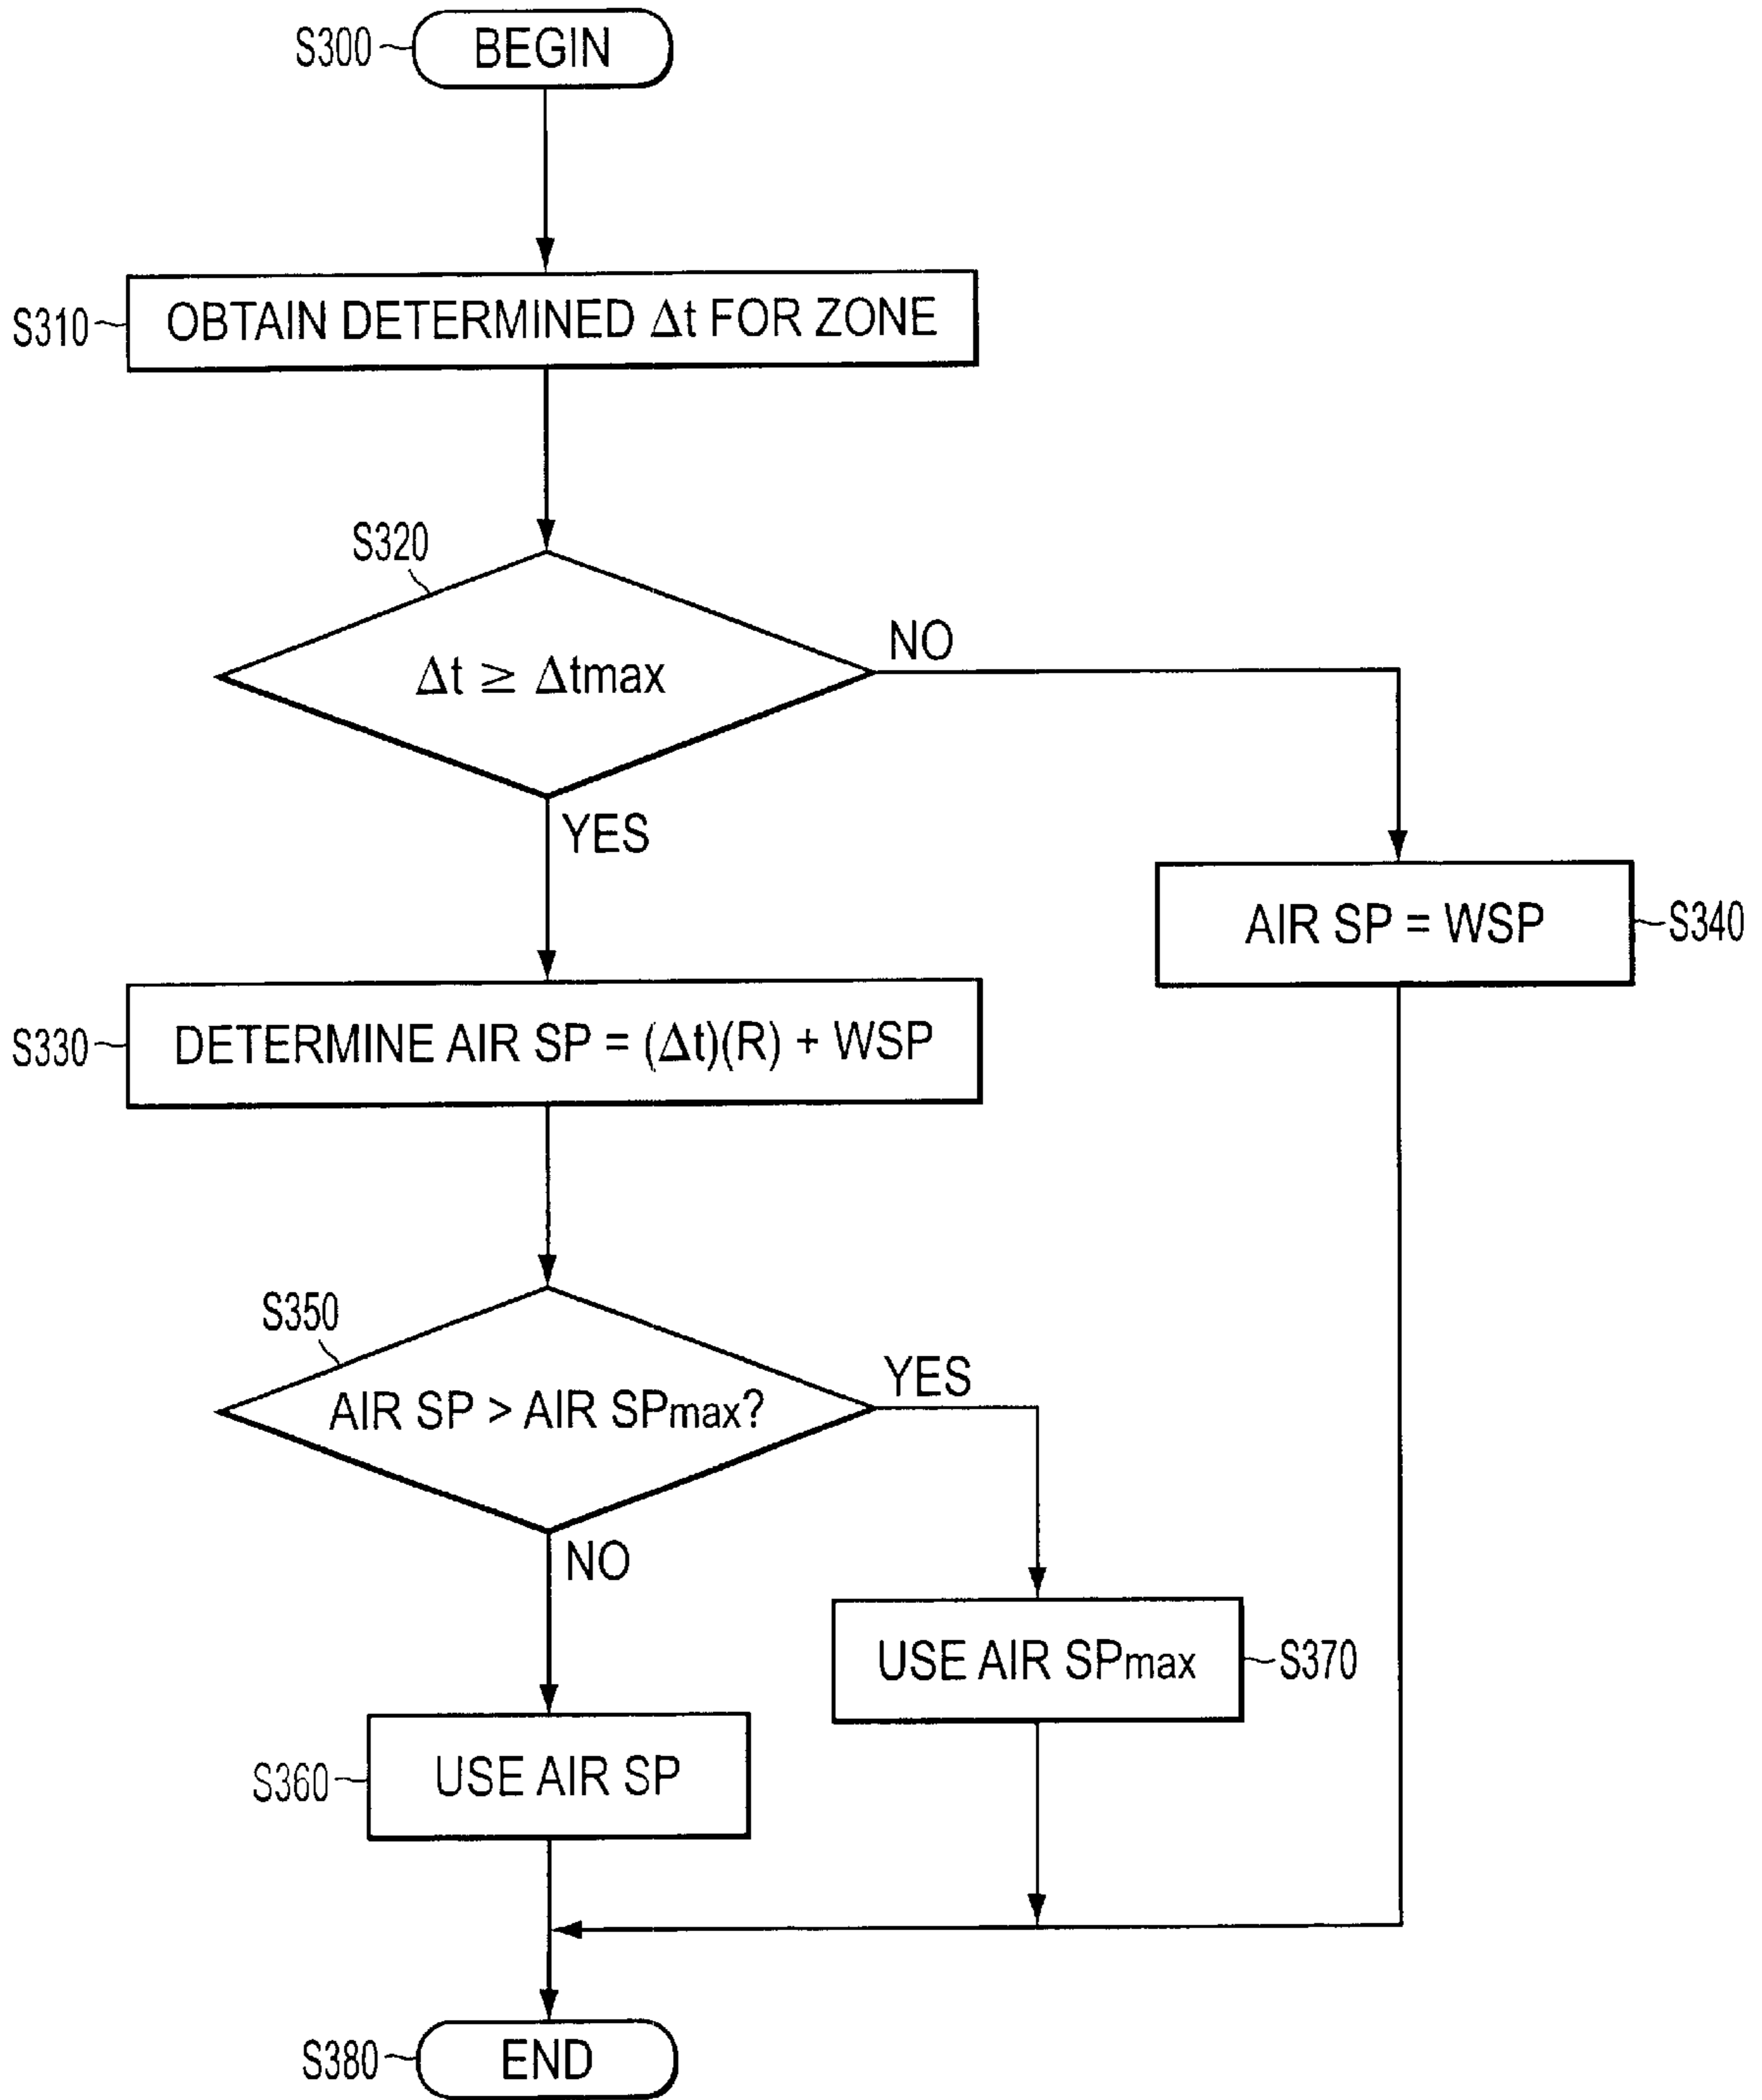 S300
BEGIN
S310
OBTAIN DETERMINED Δt FOR ZONE
S320
Δt ≥ Δtmax
NO
YES
AIR SP = WSP
S340
S330
DETERMINE AIR SP = (Δt)(R) + WSP
S350
AIR SP > AIR SPmax?
YES
NO
USE AIR SPmax
S370
S360
USE AIR SP
S380
END